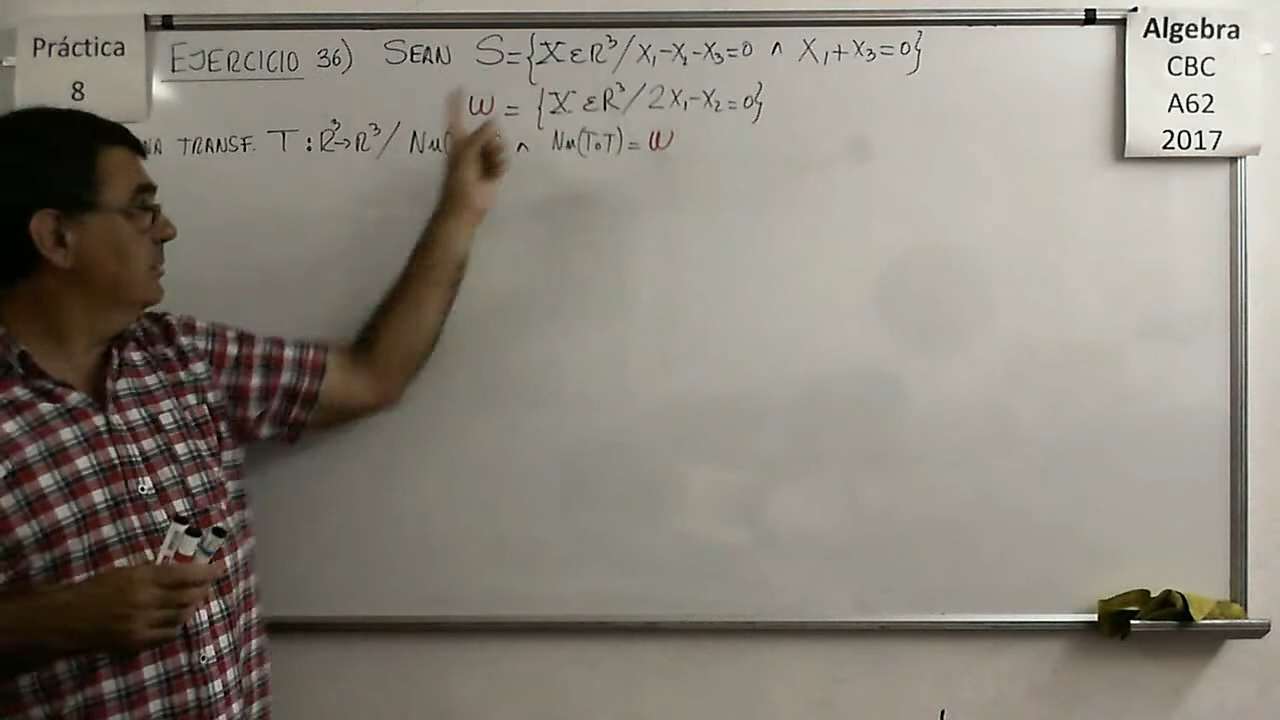 Práctica
8
EJERCICIO 36) SEAN S={X ε R³/X₁-X₂-X₃=0 ∧ X₁+X₃=0}
W = {X ε R³/2X₁-X₂=0}
TRANSF. T: R³→R³/ Nu( ∧ Nu(T∘T)= W
Algebra
CBC
A62
2017